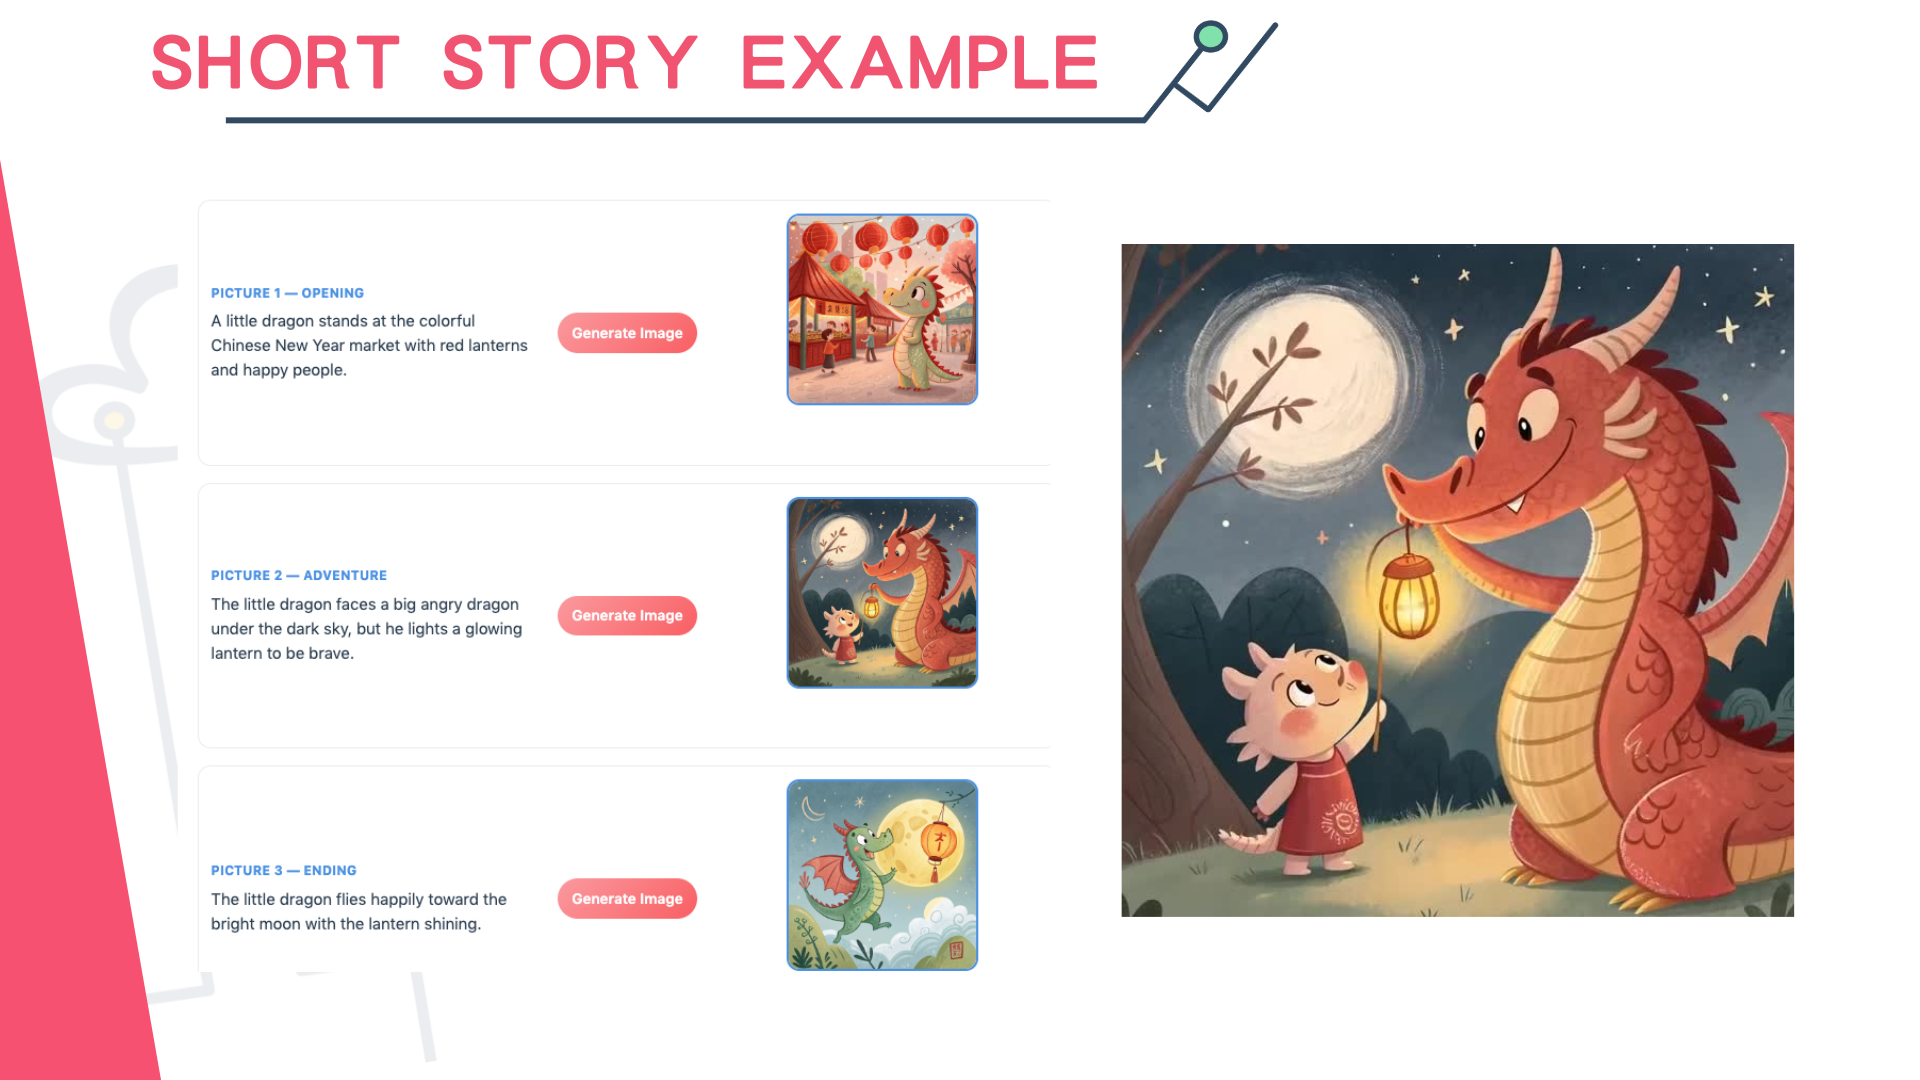 SHORT STORY EXAMPLE
PICTURE 1 — OPENING
A little dragon stands at the colorful
Chinese New Year market with red lanterns
and happy people.
Generate Image
PICTURE 2 — ADVENTURE
The little dragon faces a big angry dragon
under the dark sky, but he lights a glowing
lantern to be brave.
Generate Image
PICTURE 3 — ENDING
The little dragon flies happily toward the
bright moon with the lantern shining.
Generate Image